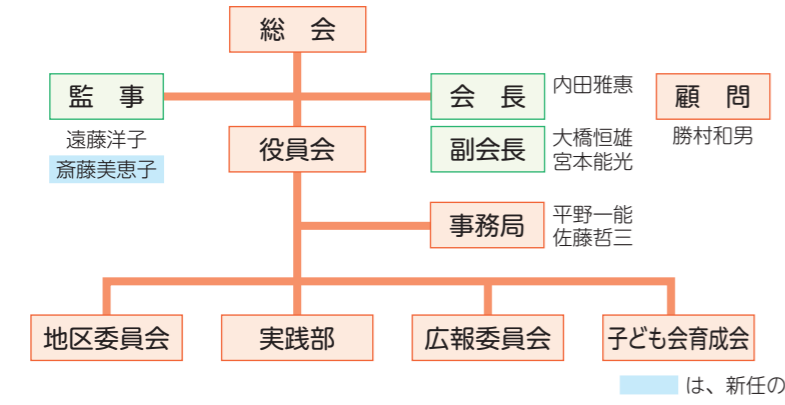 総　会
監　事
会　長
内田雅惠
顧　問
遠藤洋子
斎藤美恵子
役員会
副会長
大橋恒雄
宮本能光
勝村和男
事務局
平野一能
佐藤哲三
地区委員会
実践部
広報委員会
子ども会育成会
は、新任の